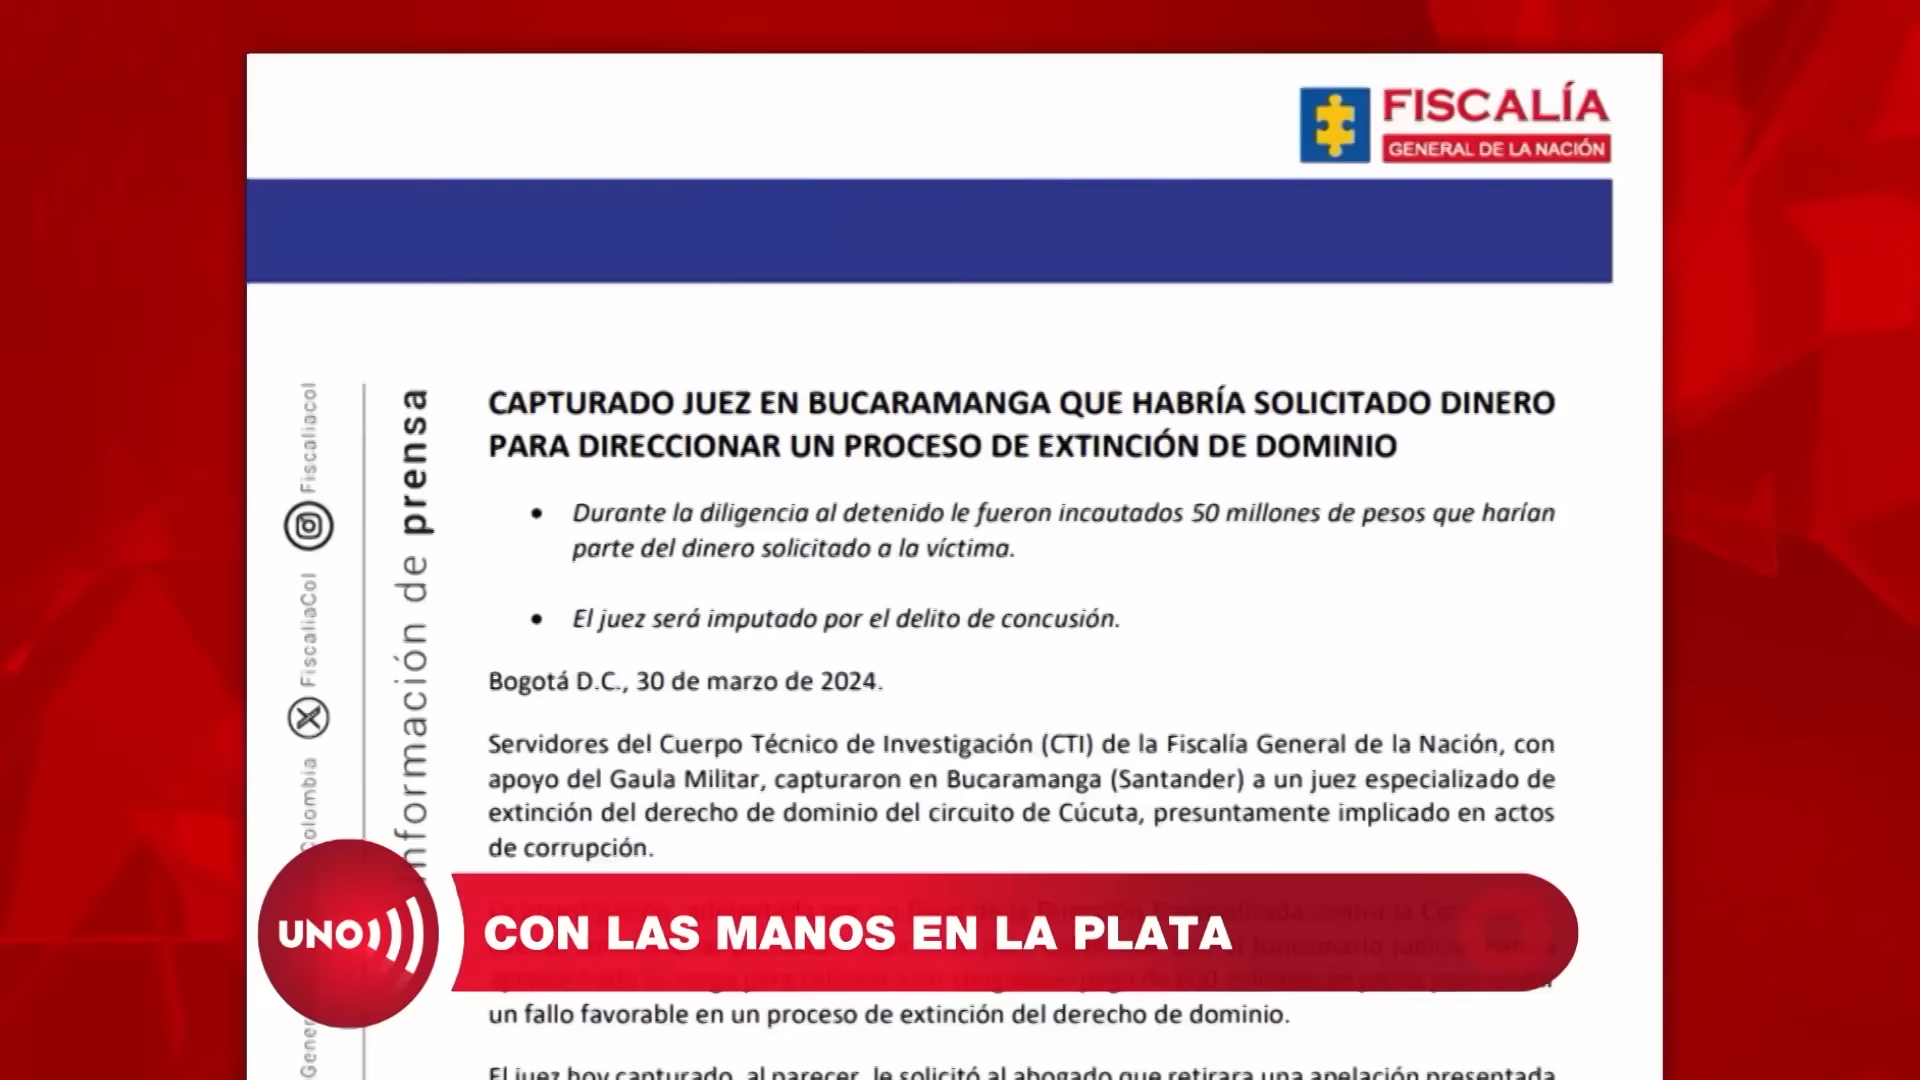 FISCALÍA
GENERAL DE LA NACIÓN
CAPTURADO JUEZ EN BUCARAMANGA QUE HABRÍA SOLICITADO DINERO
PARA DIRECCIONAR UN PROCESO DE EXTINCIÓN DE DOMINIO
• Durante la diligencia al detenido le fueron incautados 50 millones de pesos que harían
parte del dinero solicitado a la víctima.
• El juez será imputado por el delito de concusión.
Bogotá D.C., 30 de marzo de 2024.
Servidores del Cuerpo Técnico de Investigación (CTI) de la Fiscalía General de la Nación, con
apoyo del Gaula Militar, capturaron en Bucaramanga (Santander) a un juez especializado de
extinción del derecho de dominio del circuito de Cúcuta, presuntamente implicado en actos
de corrupción.
un fallo favorable en un proceso de extinción del derecho de dominio.
El juez hoy capturado, al parecer, le solicitó al abogado que retirara una apelación presentada
Información de prensa
Fiscaliacol
FiscaliaCol
Colombia
UNO
CON LAS MANOS EN LA PLATA